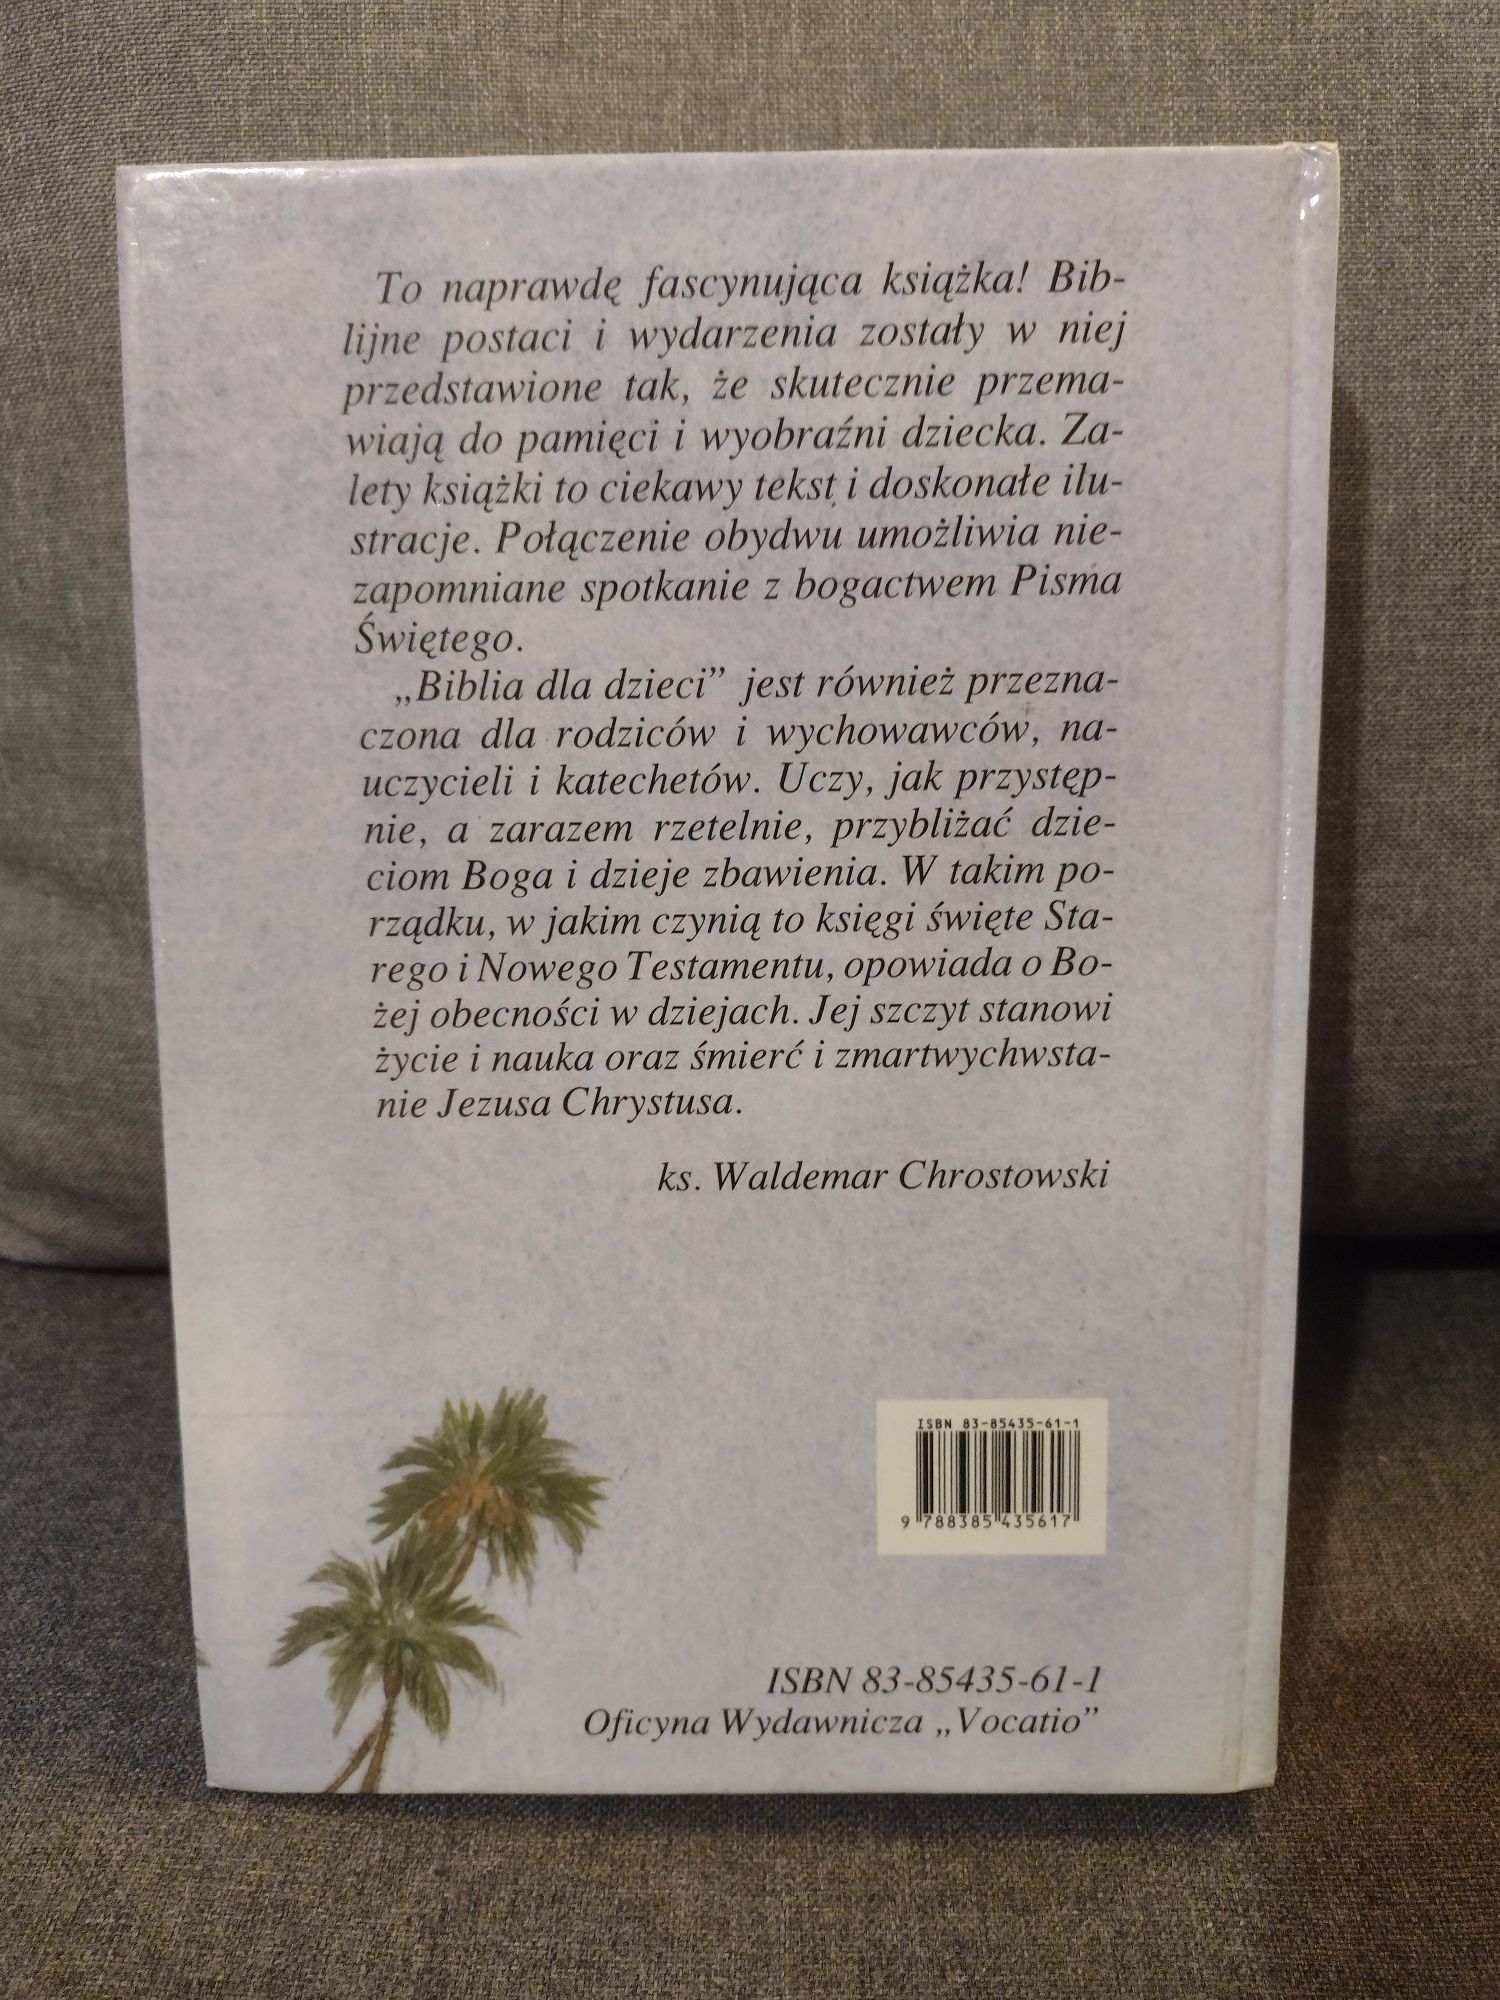 To naprawdę fascynująca książka! Bib-
lijne postaci i wydarzenia zostały w niej
przedstawione tak, że skutecznie przema-
wiają do pamięci i wyobraźni dziecka. Za-
lety książki to ciekawy tekst i doskonałe ilu-
stracje. Połączenie obydwu umożliwia nie-
zapomniane spotkanie z bogactwem Pisma
Świętego.
„Biblia dla dzieci” jest również przezna-
czona dla rodziców i wychowawców, na-
uczycieli i katechetów. Uczy, jak przystęp-
nie, a zarazem rzetelnie, przybliżać dzie-
ciom Boga i dzieje zbawienia. W takim po-
rządku, w jakim czynią to księgi święte Sta-
rego i Nowego Testamentu, opowiada o Bo-
żej obecności w dziejach. Jej szczyt stanowi
życie i nauka oraz śmierć i zmartwychwsta-
nie Jezusa Chrystusa.
ks. Waldemar Chrostowski
ISBN 83-85435-61-1
9 788385 435617
ISBN 83-85435-61-1
Oficyna Wydawnicza „Vocatio”